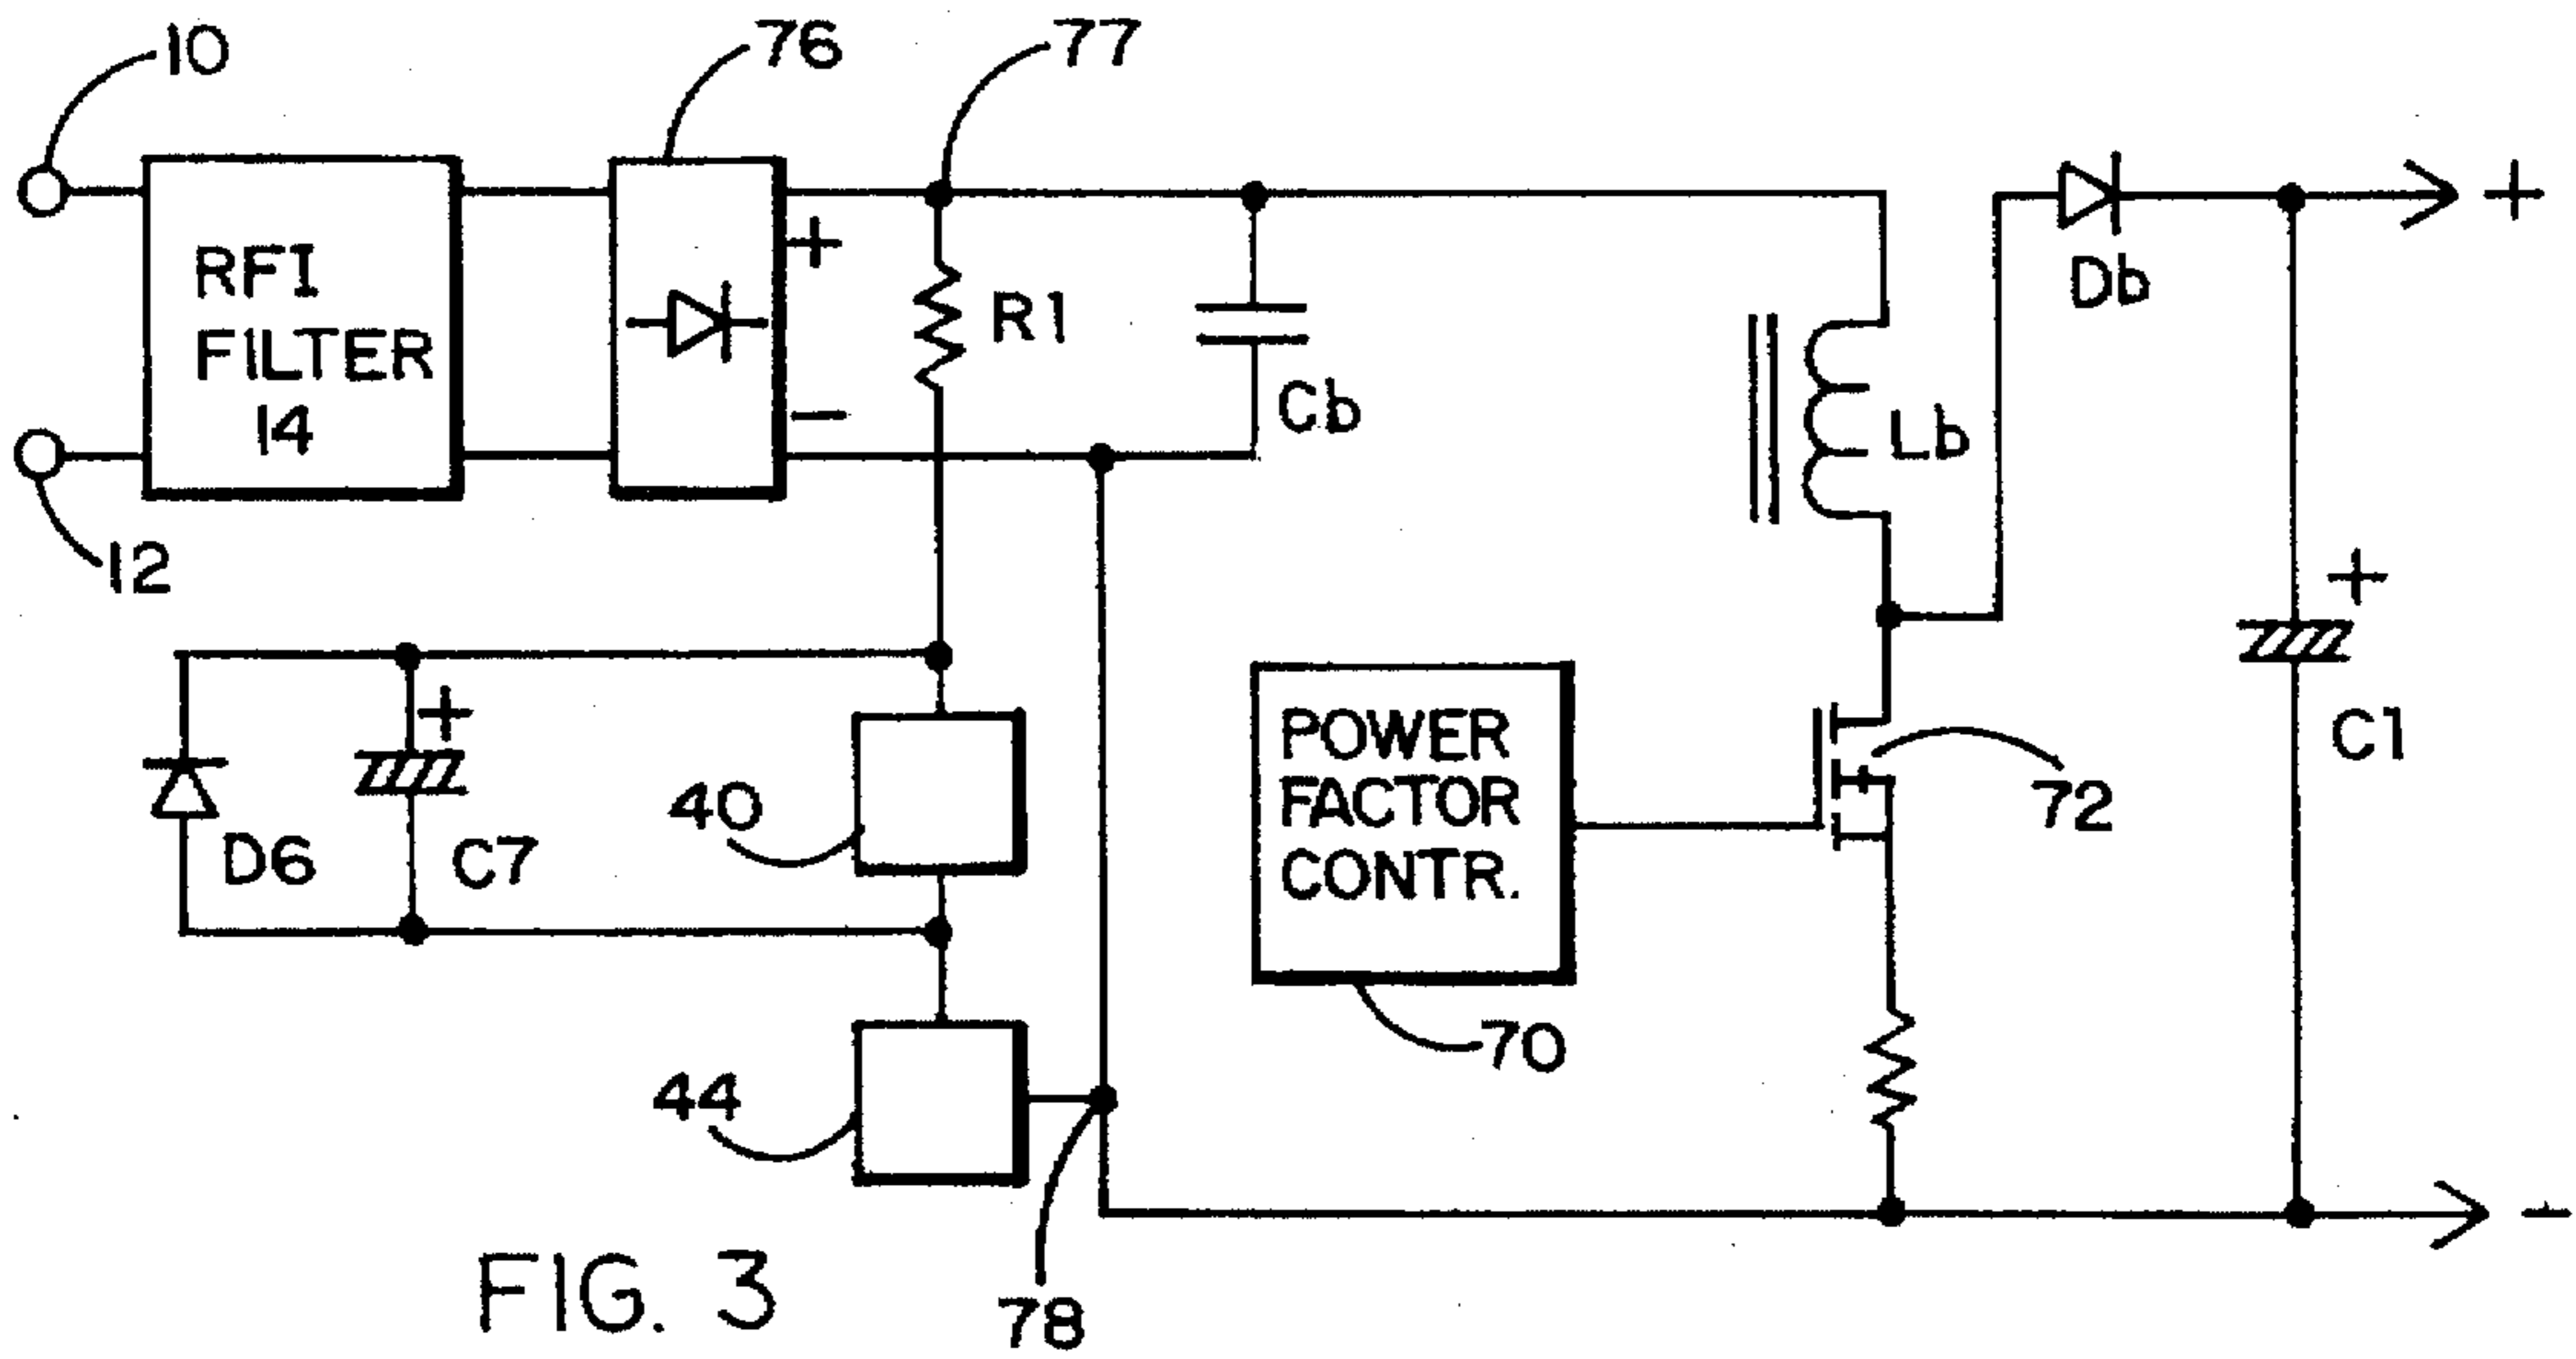 10
76
77
RFI
FILTER
14
+
−
R1
Cb
Lb
Db
+
12
+
D6
+
C7
40
POWER
FACTOR
CONTR.
72
C1
44
70
78
−
FIG. 3